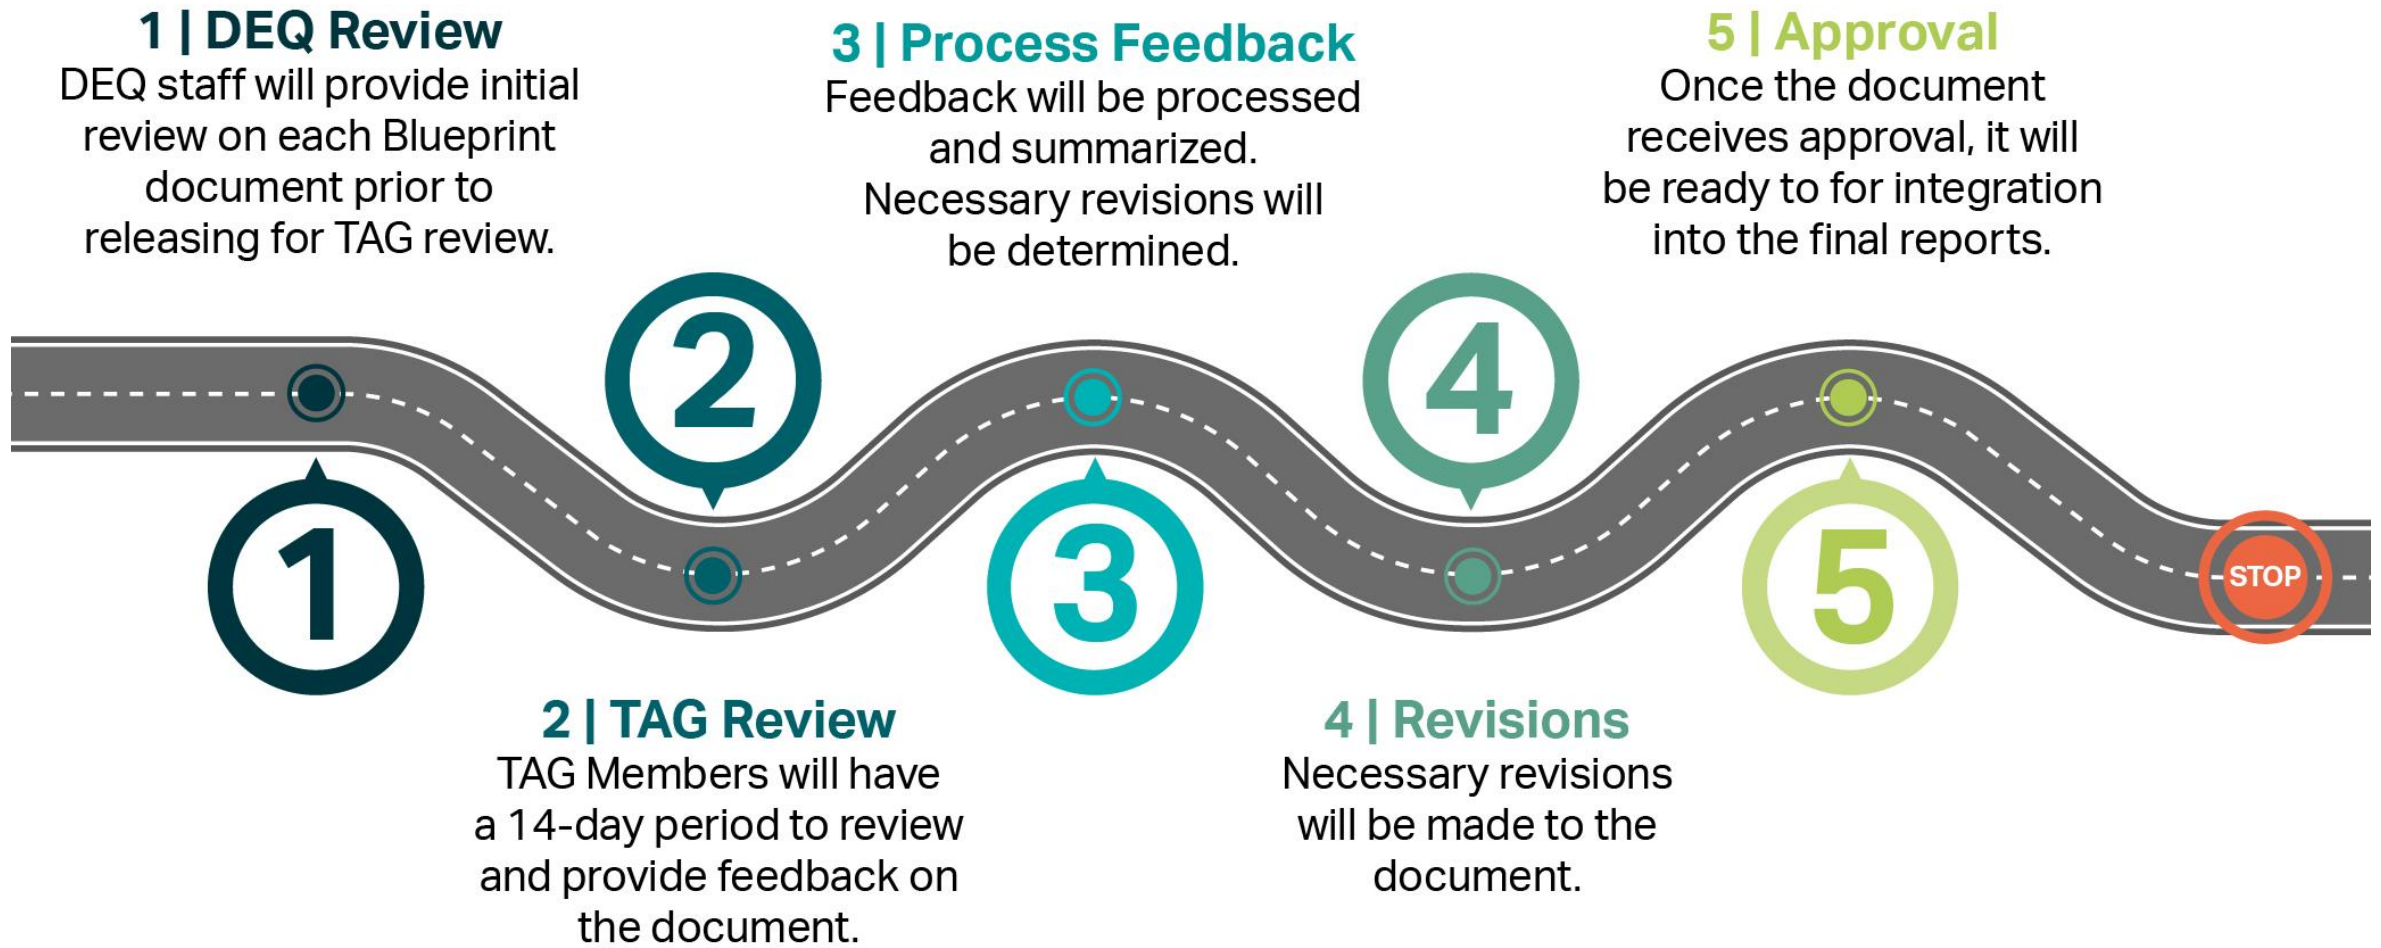 1 | DEQ Review
DEQ staff will provide initial
review on each Blueprint
document prior to
releasing for TAG review.
3 | Process Feedback
Feedback will be processed
and summarized.
Necessary revisions will
be determined.
5 | Approval
Once the document
receives approval, it will
be ready to for integration
into the final reports.
2
4
1
3
5
STOP
2 | TAG Review
TAG Members will have
a 14-day period to review
and provide feedback on
the document.
4 | Revisions
Necessary revisions
will be made to the
document.